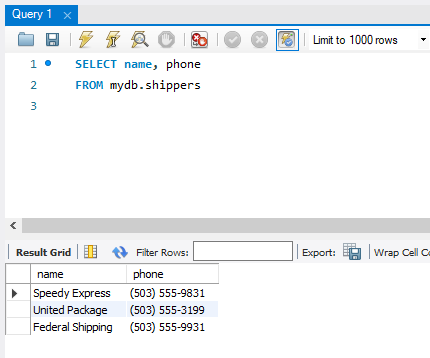 Query 1
Limit to 1000 rows
1 SELECT name, phone
2 FROM mydb.shippers
3
Result Grid Filter Rows: Export: Wrap Cell Co
name phone
Speedy Express (503) 555-9831
United Package (503) 555-3199
Federal Shipping (503) 555-9931